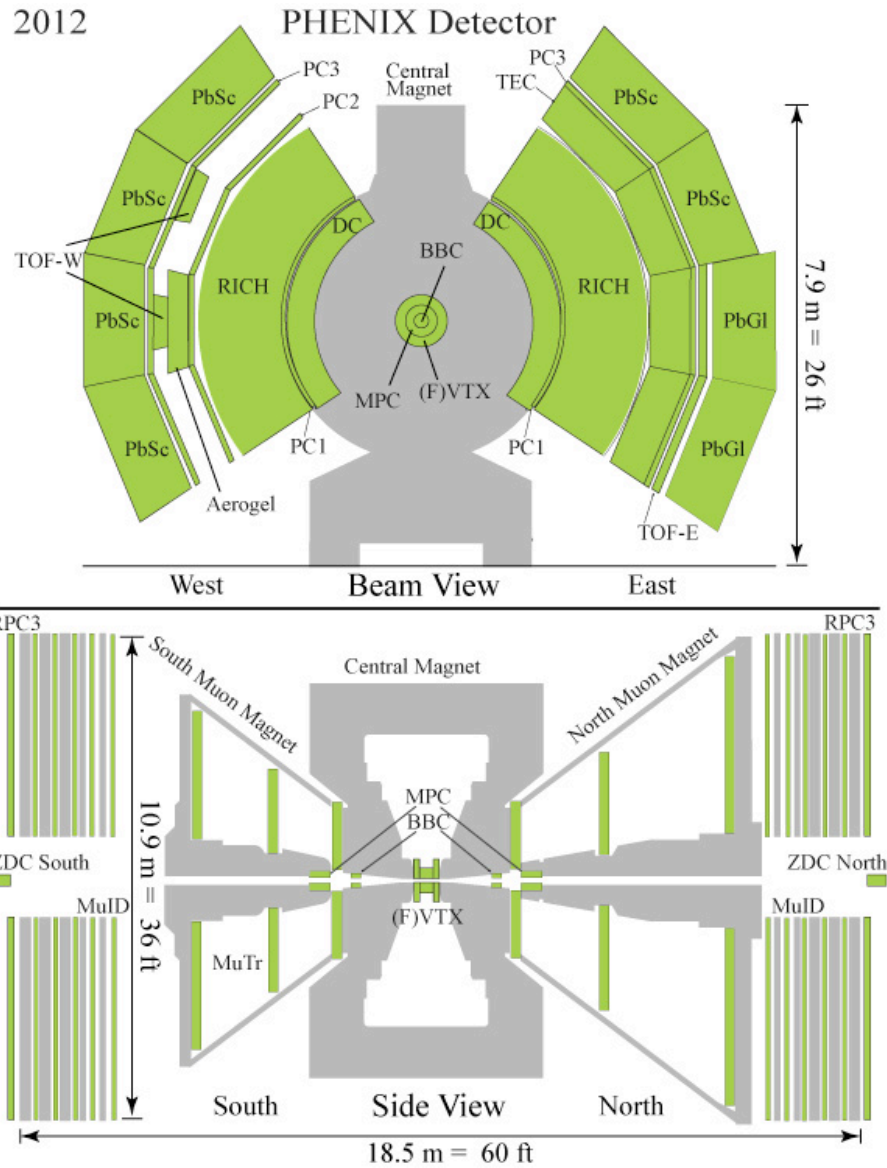 2012
PHENIX Detector
PC3
PC2
Central
Magnet
PC3
TEC
PbSc
PbSc
PbSc
PbSc
TOF-W
DC
DC
BBC
PbSc
RICH
RICH
PbGl
MPC
(F)VTX
PbSc
PC1
PC1
PbGl
Aerogel
TOF-E
7.9 m = 26 ft
West
Beam View
East
RPC3
South Muon Magnet
Central Magnet
North Muon Magnet
RPC3
MPC
BBC
10.9 m = 36 ft
ZDC South
ZDC North
MuID
(F)VTX
MuID
MuTr
South
Side View
North
18.5 m = 60 ft